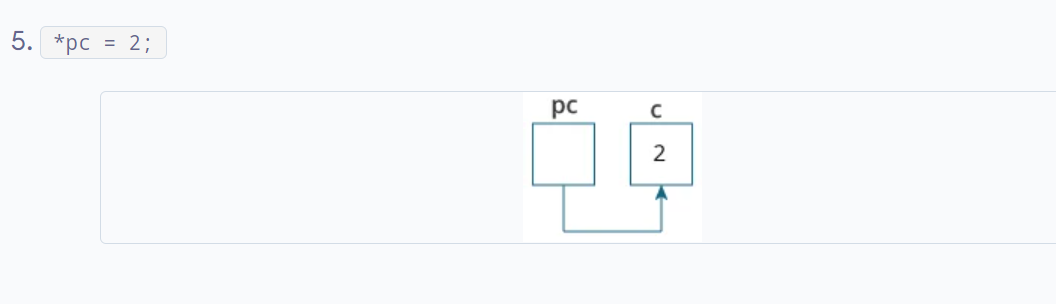 5. *pc = 2;
pc c
2